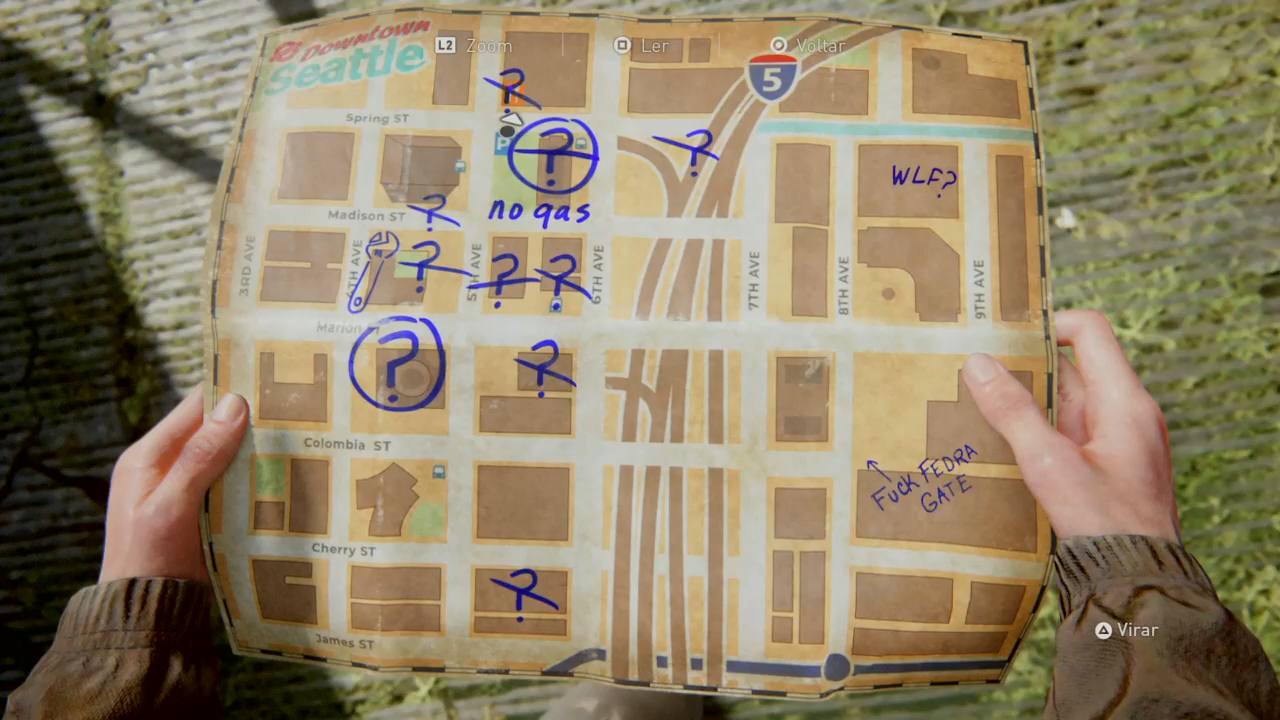 Downtown
Seattle
L2 Zoom
Ler
Voltar
5
?
Spring ST
P
?
?
WLF?
no gas
Madison ST
?
3RD AVE
4TH AVE
?
5TH AVE
?
?
6TH AVE
7TH AVE
8TH AVE
9TH AVE
Marion ST
?
?
Colombia ST
FUCK FEDRA
GATE
Cherry ST
?
James ST
Virar